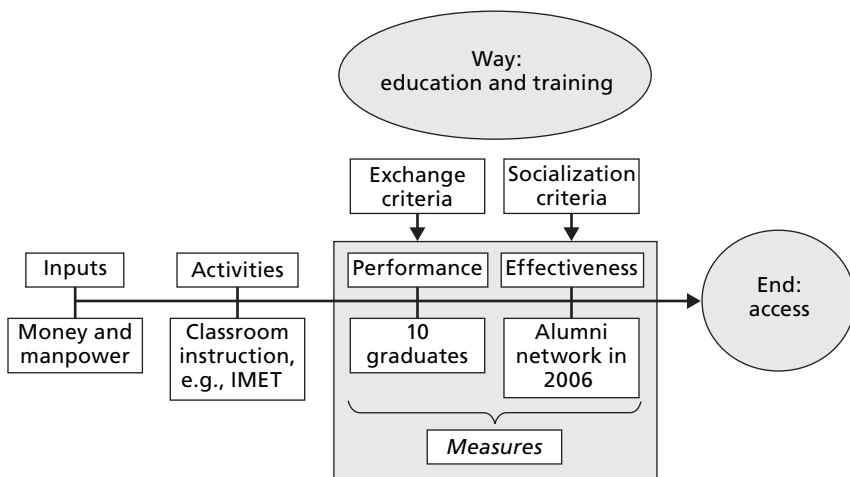 Way:
education and training
Exchange
criteria
Socialization
criteria
Inputs
Activities
Performance
Effectiveness
End:
access
Money and
manpower
Classroom
instruction,
e.g., IMET
10
graduates
Alumni
network in
2006
Measures